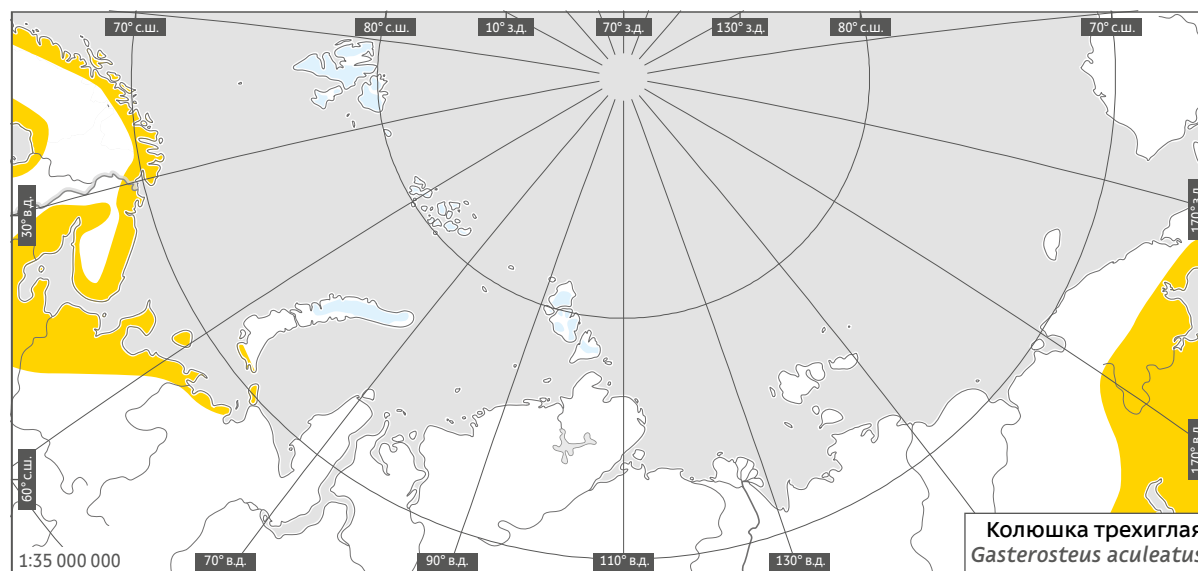 70° с.ш.
80° с.ш.
10° з.д.
70° з.д.
130° з.д.
80° с.ш.
70° с.ш.
30° в.д.
170° з.д.
60° с.ш.
170° в.д.
1:35 000 000
70° в.д.
90° в.д.
110° в.д.
130° в.д.
Колюшка трехиглая
Gasterosteus aculeatus